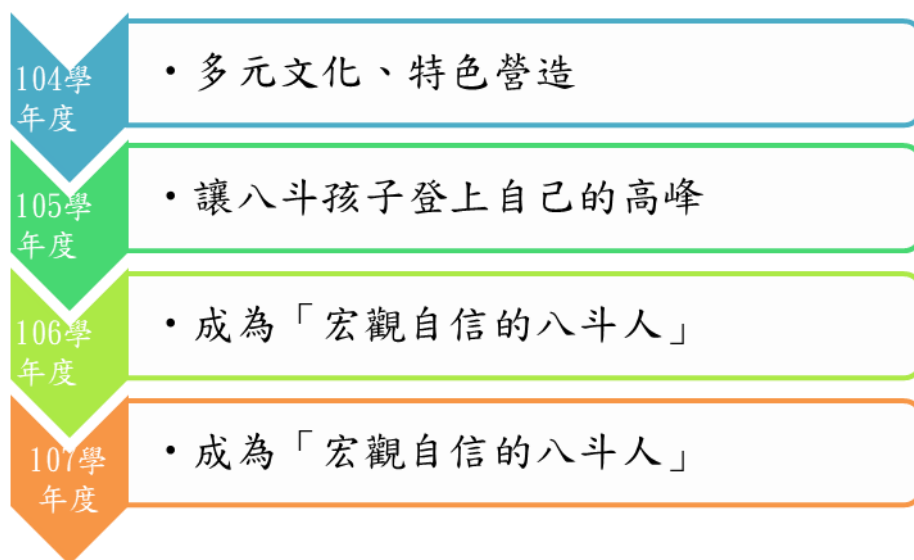 104學
年度
・多元文化、特色營造
105學
年度
・讓八斗孩子登上自己的高峰
106學
年度
・成為「宏觀自信的八斗人」
107學
年度
・成為「宏觀自信的八斗人」